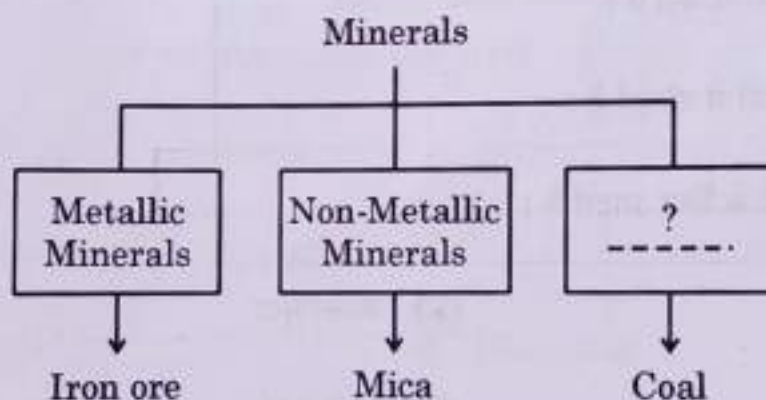 Minerals
Metallic
Minerals
Non-Metallic
Minerals
?
Iron ore
Mica
Coal